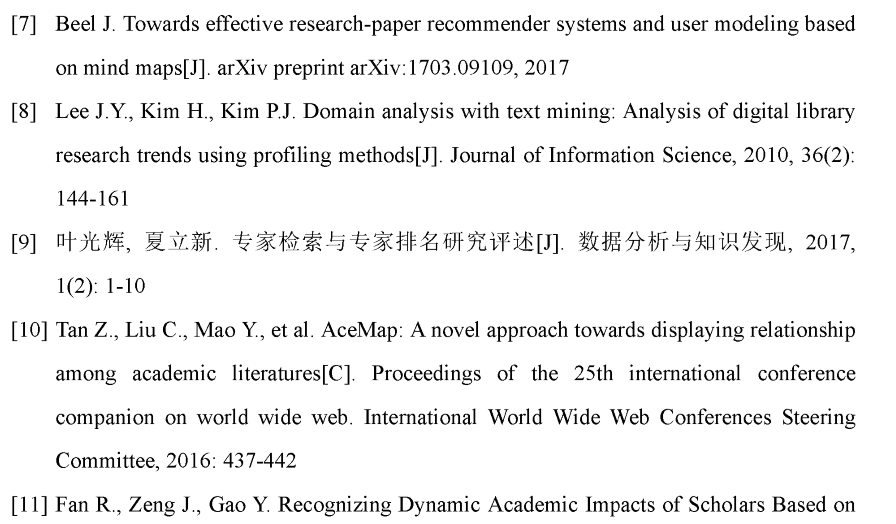 [7] Beel J. Towards effective research-paper recommender systems and user modeling based
on mind maps[J]. arXiv preprint arXiv:1703.09109, 2017
[8] Lee J.Y., Kim H., Kim P.J. Domain analysis with text mining: Analysis of digital library
research trends using profiling methods[J]. Journal of Information Science, 2010, 36(2):
144-161
[9] 叶光辉, 夏立新. 专家检索与专家排名研究评述[J]. 数据分析与知识发现, 2017,
1(2): 1-10
[10] Tan Z., Liu C., Mao Y., et al. AceMap: A novel approach towards displaying relationship
among academic literatures[C]. Proceedings of the 25th international conference
companion on world wide web. International World Wide Web Conferences Steering
Committee, 2016: 437-442
[11] Fan R., Zeng J., Gao Y. Recognizing Dynamic Academic Impacts of Scholars Based on